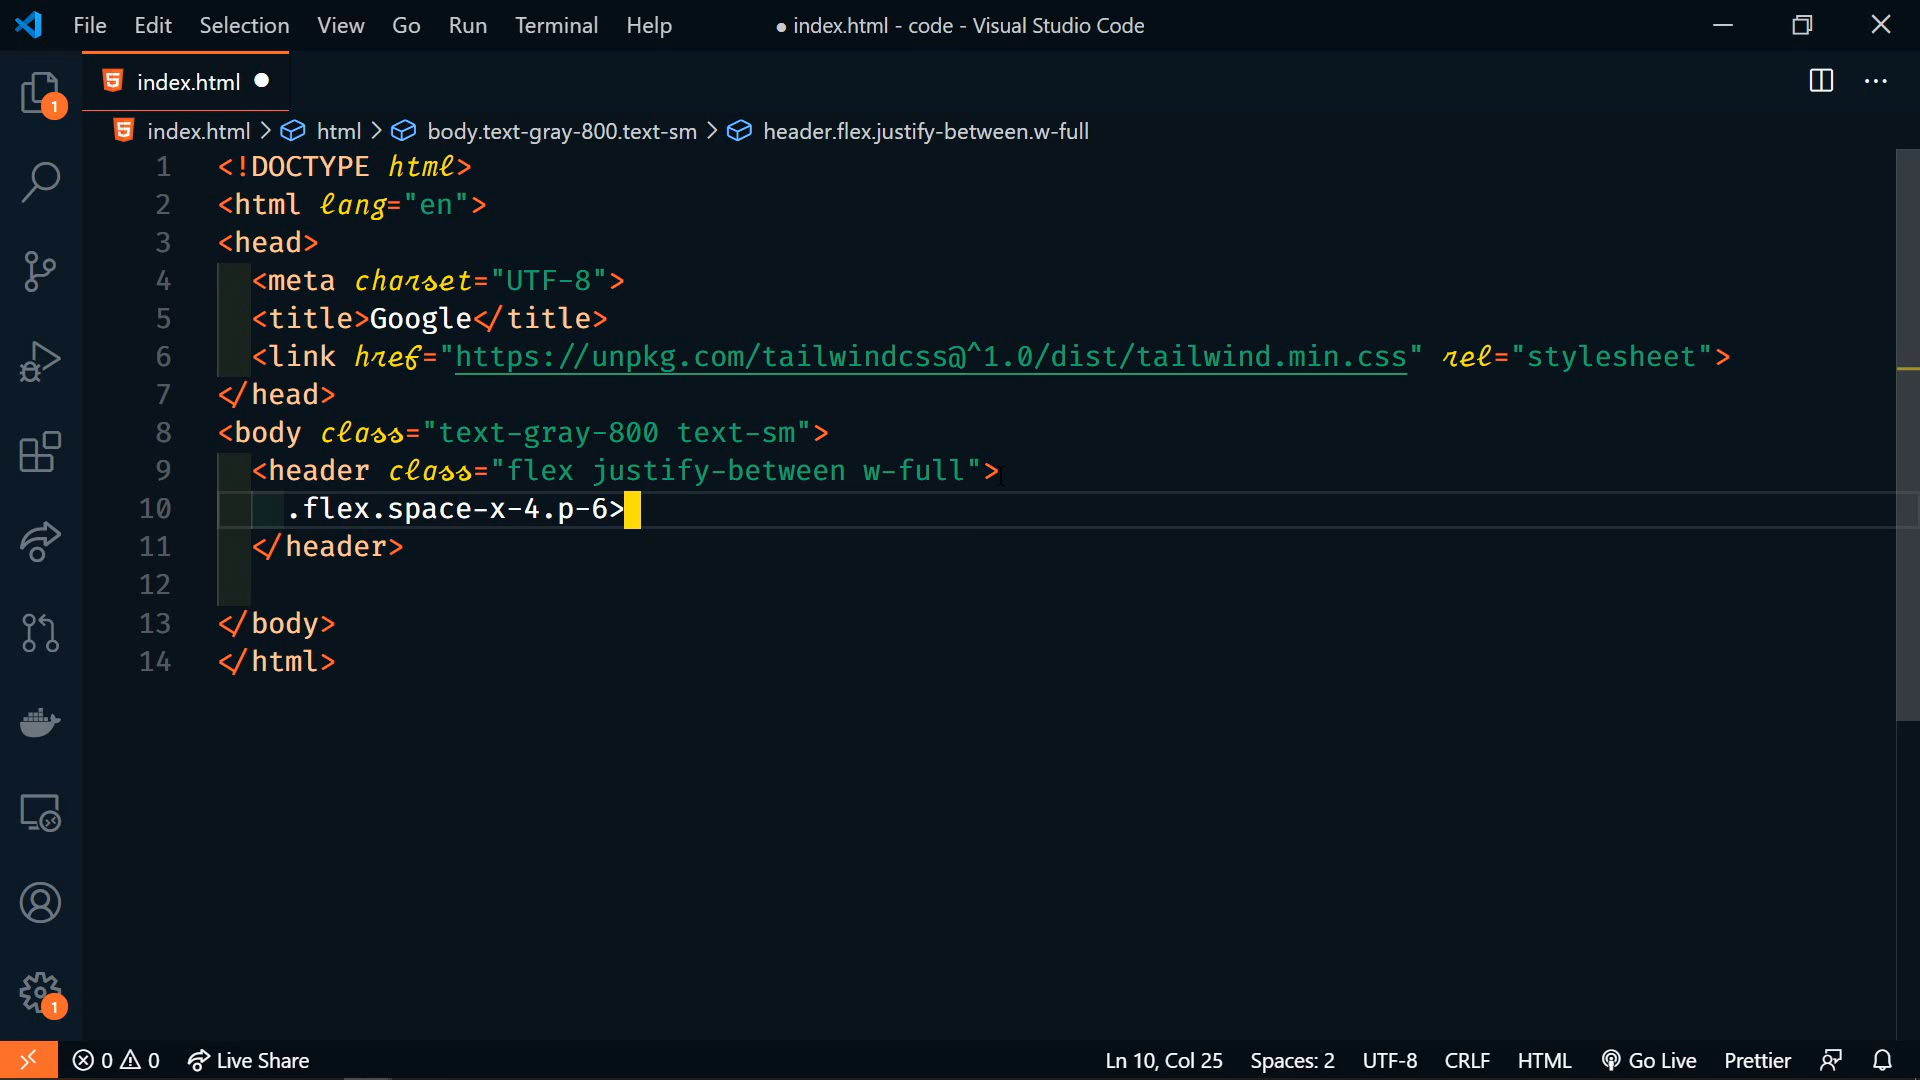 File Edit Selection View Go Run Terminal Help ● index.html - code - Visual Studio Code
index.html ●
index.html > html > body.text-gray-800.text-sm > header.flex.justify-between.w-full
1 <!DOCTYPE html>
2 <html lang="en">
3 <head>
4 <meta charset="UTF-8">
5 <title>Google</title>
6 <link href="https://unpkg.com/tailwindcss@^1.0/dist/tailwind.min.css" rel="stylesheet">
7 </head>
8 <body class="text-gray-800 text-sm">
9 <header class="flex justify-between w-full">
10 .flex.space-x-4.p-6>
11 </header>
12
13 </body>
14 </html>
1
1
0 0 Live Share Ln 10, Col 25 Spaces: 2 UTF-8 CRLF HTML Go Live Prettier